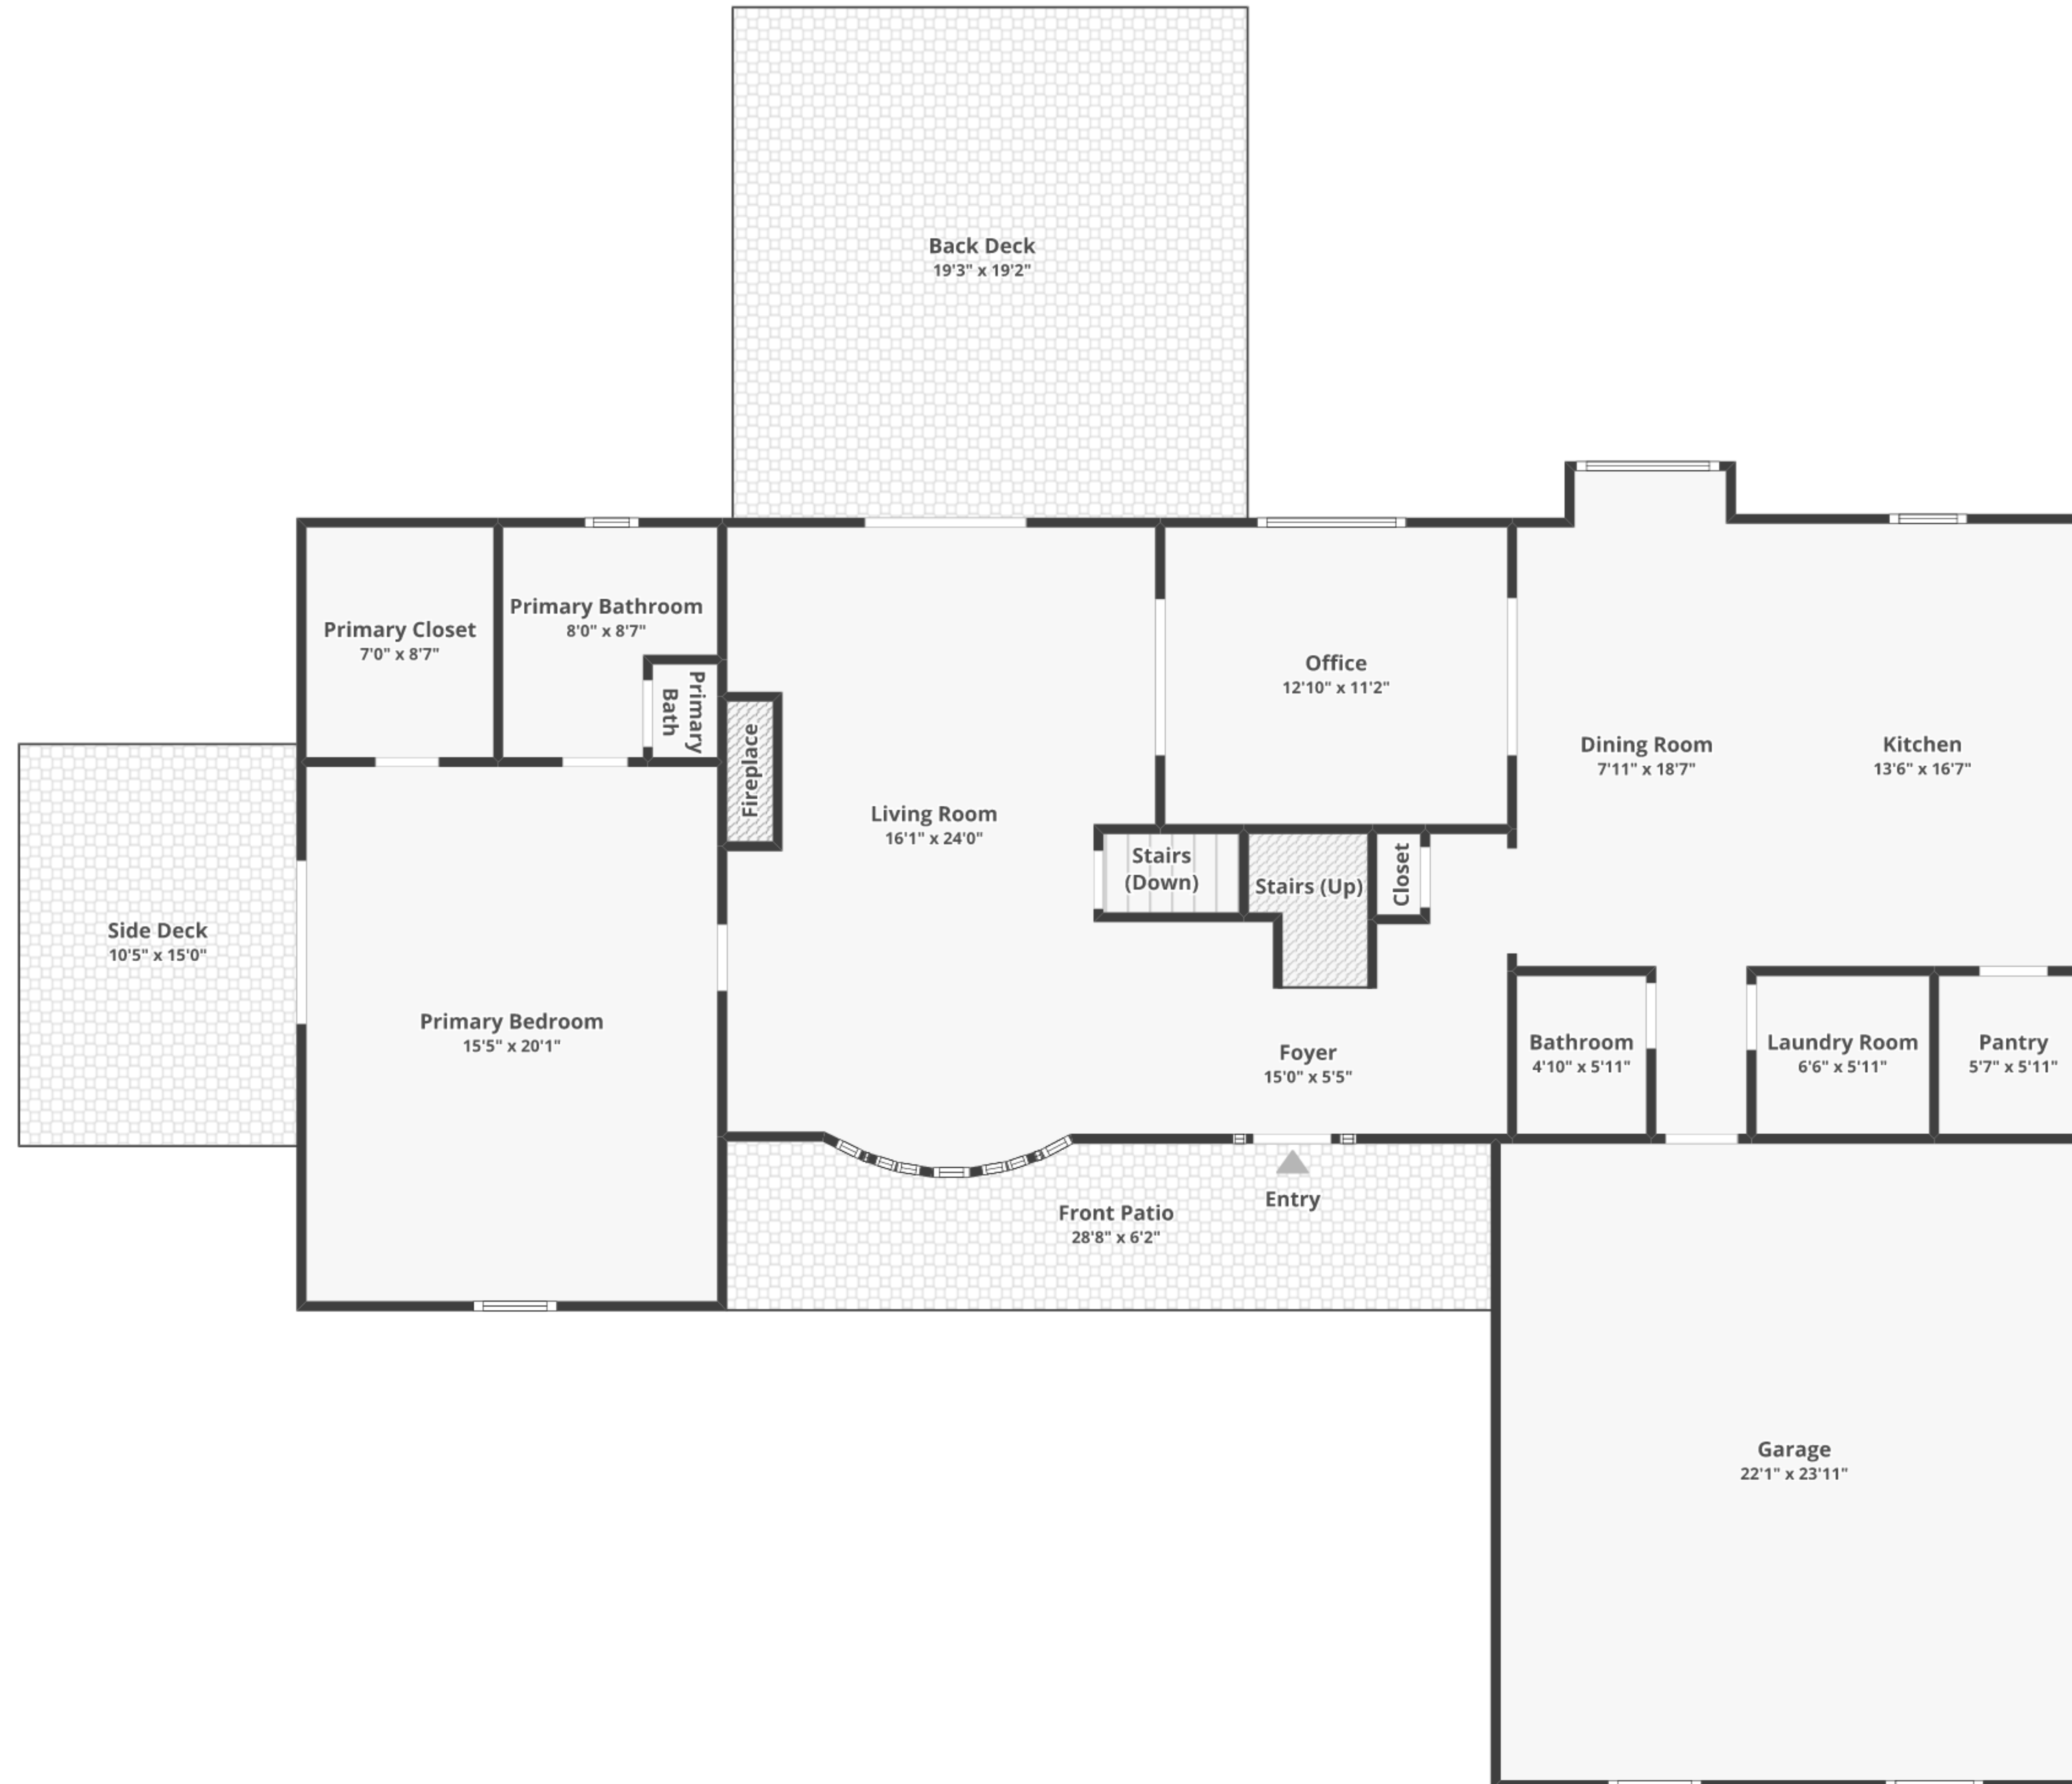 Back Deck
19'3" x 19'2"
Primary Bathroom
8'0" x 8'7"
Primary Closet
7'0" x 8'7"
Primary
Bath
Fireplace
Office
12'10" x 11'2"
Dining Room
7'11" x 18'7"
Kitchen
13'6" x 16'7"
Living Room
16'1" x 24'0"
Stairs
(Down)
Stairs (Up)
Closet
Side Deck
10'5" x 15'0"
Primary Bedroom
15'5" x 20'1"
Foyer
15'0" x 5'5"
Bathroom
4'10" x 5'11"
Laundry Room
6'6" x 5'11"
Pantry
5'7" x 5'11"
Entry
Front Patio
28'8" x 6'2"
Garage
22'1" x 23'11"